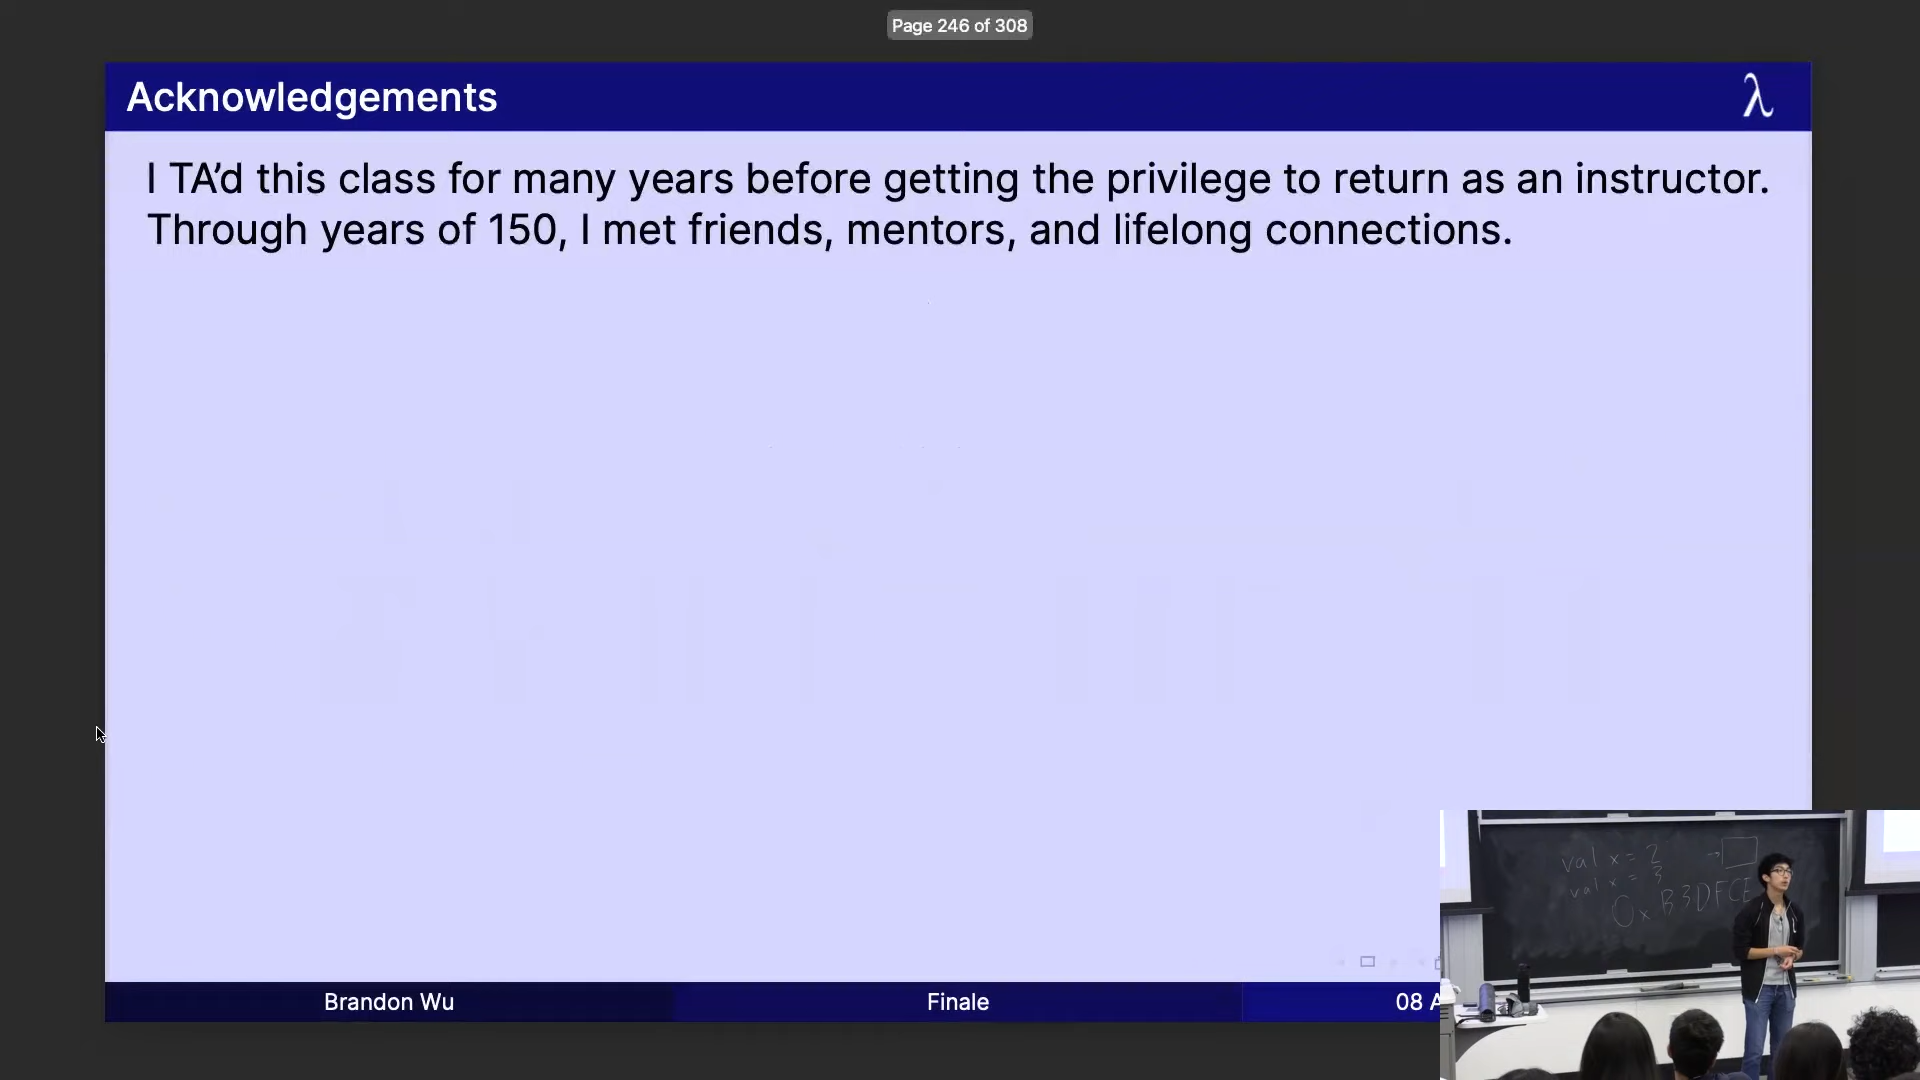 Page 246 of 308
Acknowledgements
λ
I TA'd this class for many years before getting the privilege to return as an instructor.
Through years of 150, I met friends, mentors, and lifelong connections.
val x = 2
val x = 3
0x B3DFCE
Brandon Wu
Finale
08 A